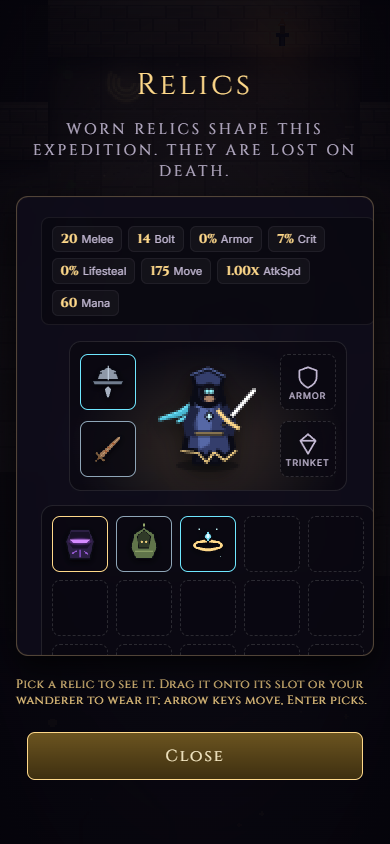 Relics
WORN RELICS SHAPE THIS
EXPEDITION. THEY ARE LOST ON
DEATH.
20 Melee 14 Bolt 0% Armor 7% Crit
0% Lifesteal 175 Move 1.00x AtkSpd
60 Mana
ARMOR
TRINKET
Pick a relic to see it. Drag it onto its slot or your
wanderer to wear it; arrow keys move, Enter picks.
Close